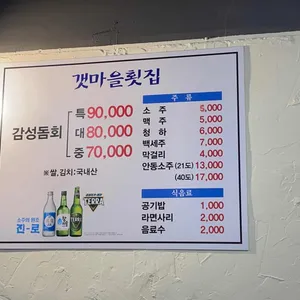 갯마을횟집
감성돔회
특 90,000
대 80,000
중 70,000
※쌀,김치:국내산
주 류
소 주 5,000
맥 주 5,000
청 하 6,000
백세주 7,000
막걸리 4,000
안동소주 (21도) 13,000
(40도) 17,000
식음료
공기밥 1,000
라면사리 2,000
음료수 2,000
소주의 원조
진-로
TERRA